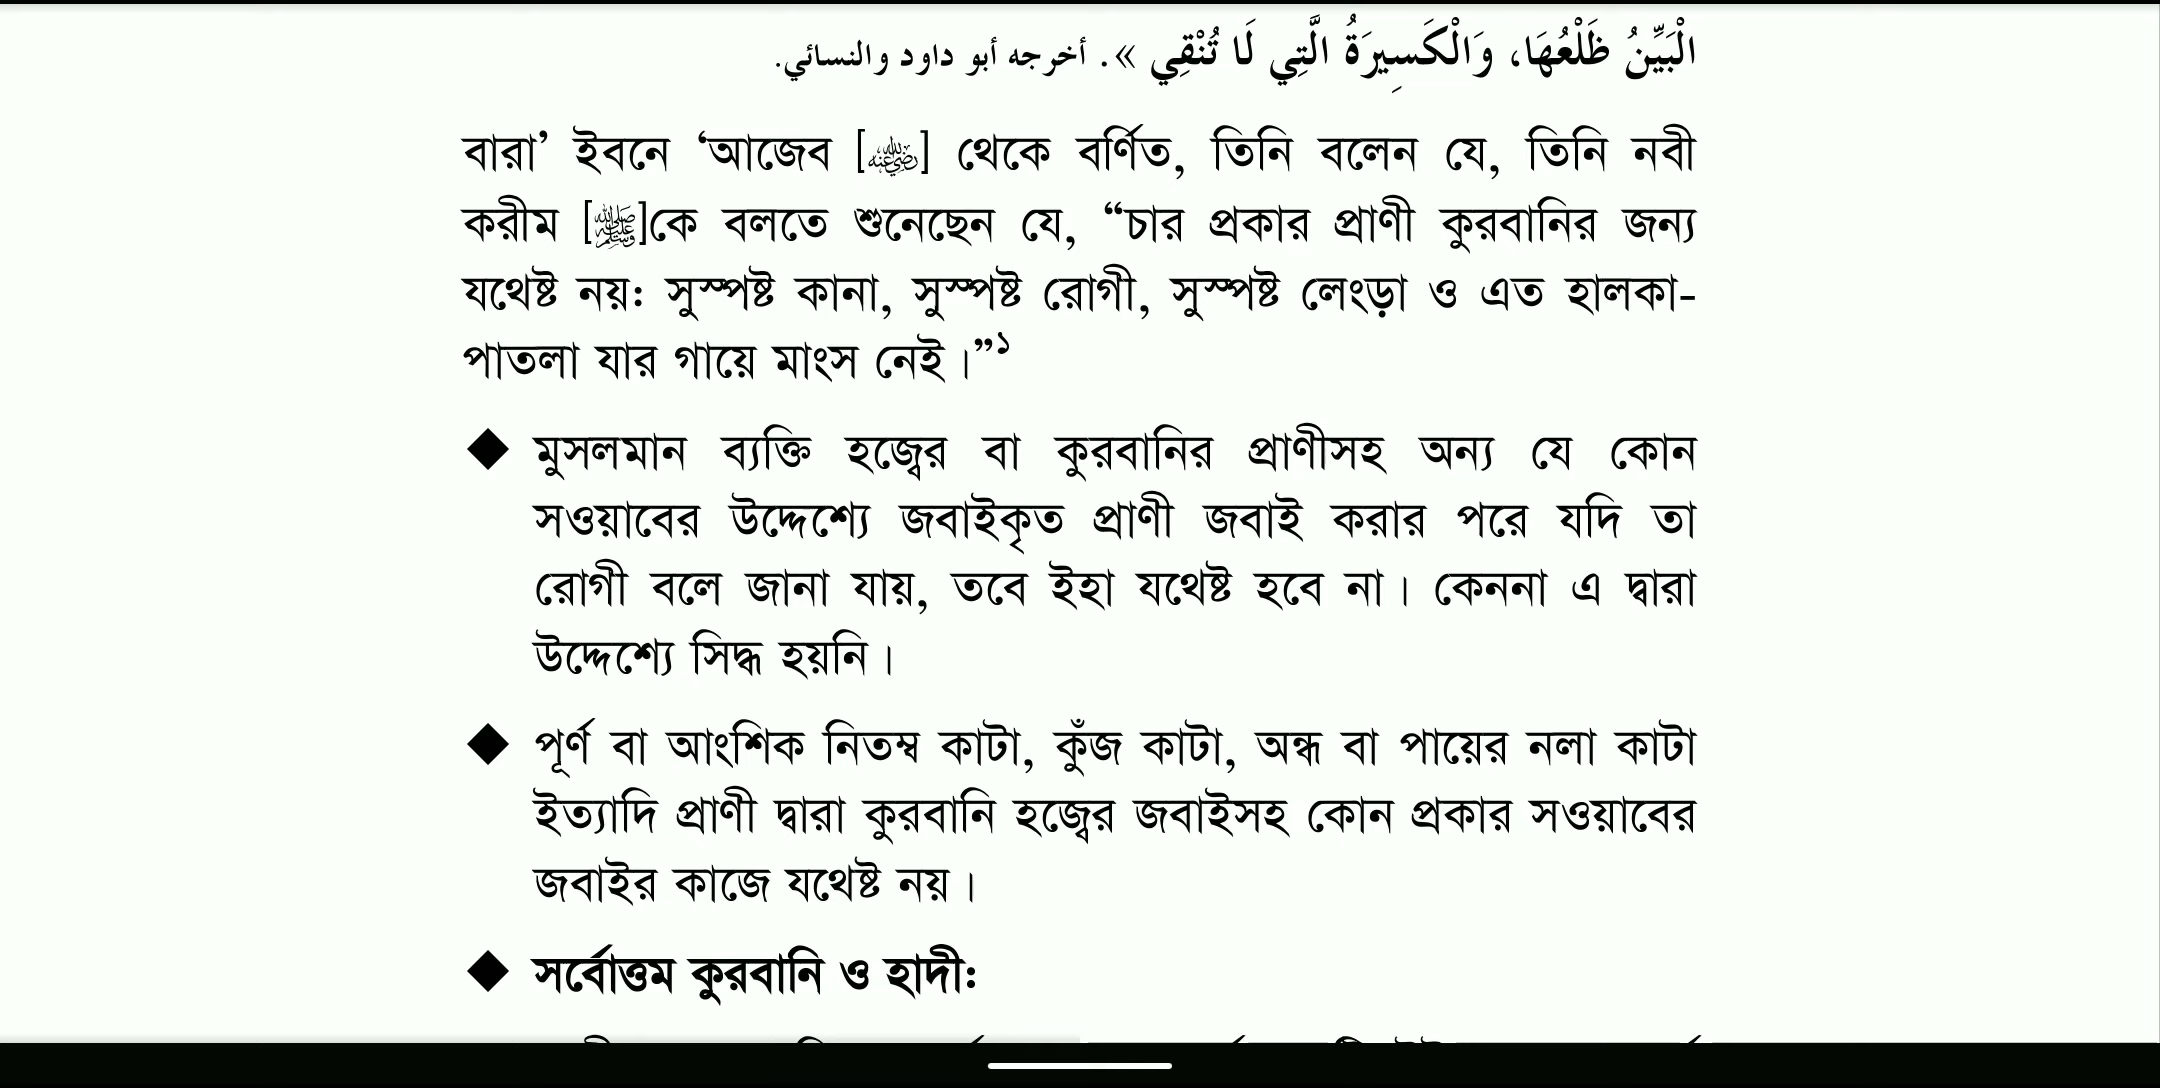 الْبَيِّنُ ظَلْعُهَا، وَالْكَسِيرَةُ الَّتِي لَا تُنْقِي ». أخرجه أبو داود والنسائي.
বারা’ ইবনে ‘আজেব [رضي الله عنه] থেকে বর্ণিত, তিনি বলেন যে, তিনি নবী
করীম [ﷺ]কে বলতে শুনেছেন যে, “চার প্রকার প্রাণী কুরবানির জন্য
যথেষ্ট নয়ঃ সুস্পষ্ট কানা, সুস্পষ্ট রোগী, সুস্পষ্ট লেংড়া ও এত হালকা-
পাতলা যার গায়ে মাংস নেই।”১
◆ মুসলমান ব্যক্তি হজ্বের বা কুরবানির প্রাণীসহ অন্য যে কোন
সওয়াবের উদ্দেশ্যে জবাইকৃত প্রাণী জবাই করার পরে যদি তা
রোগী বলে জানা যায়, তবে ইহা যথেষ্ট হবে না। কেননা এ দ্বারা
উদ্দেশ্যে সিদ্ধ হয়নি।
◆ পূর্ণ বা আংশিক নিতম্ব কাটা, কুঁজ কাটা, অন্ধ বা পায়ের নলা কাটা
ইত্যাদি প্রাণী দ্বারা কুরবানি হজ্বের জবাইসহ কোন প্রকার সওয়াবের
জবাইর কাজে যথেষ্ট নয়।
◆ সর্বোত্তম কুরবানি ও হাদীঃ